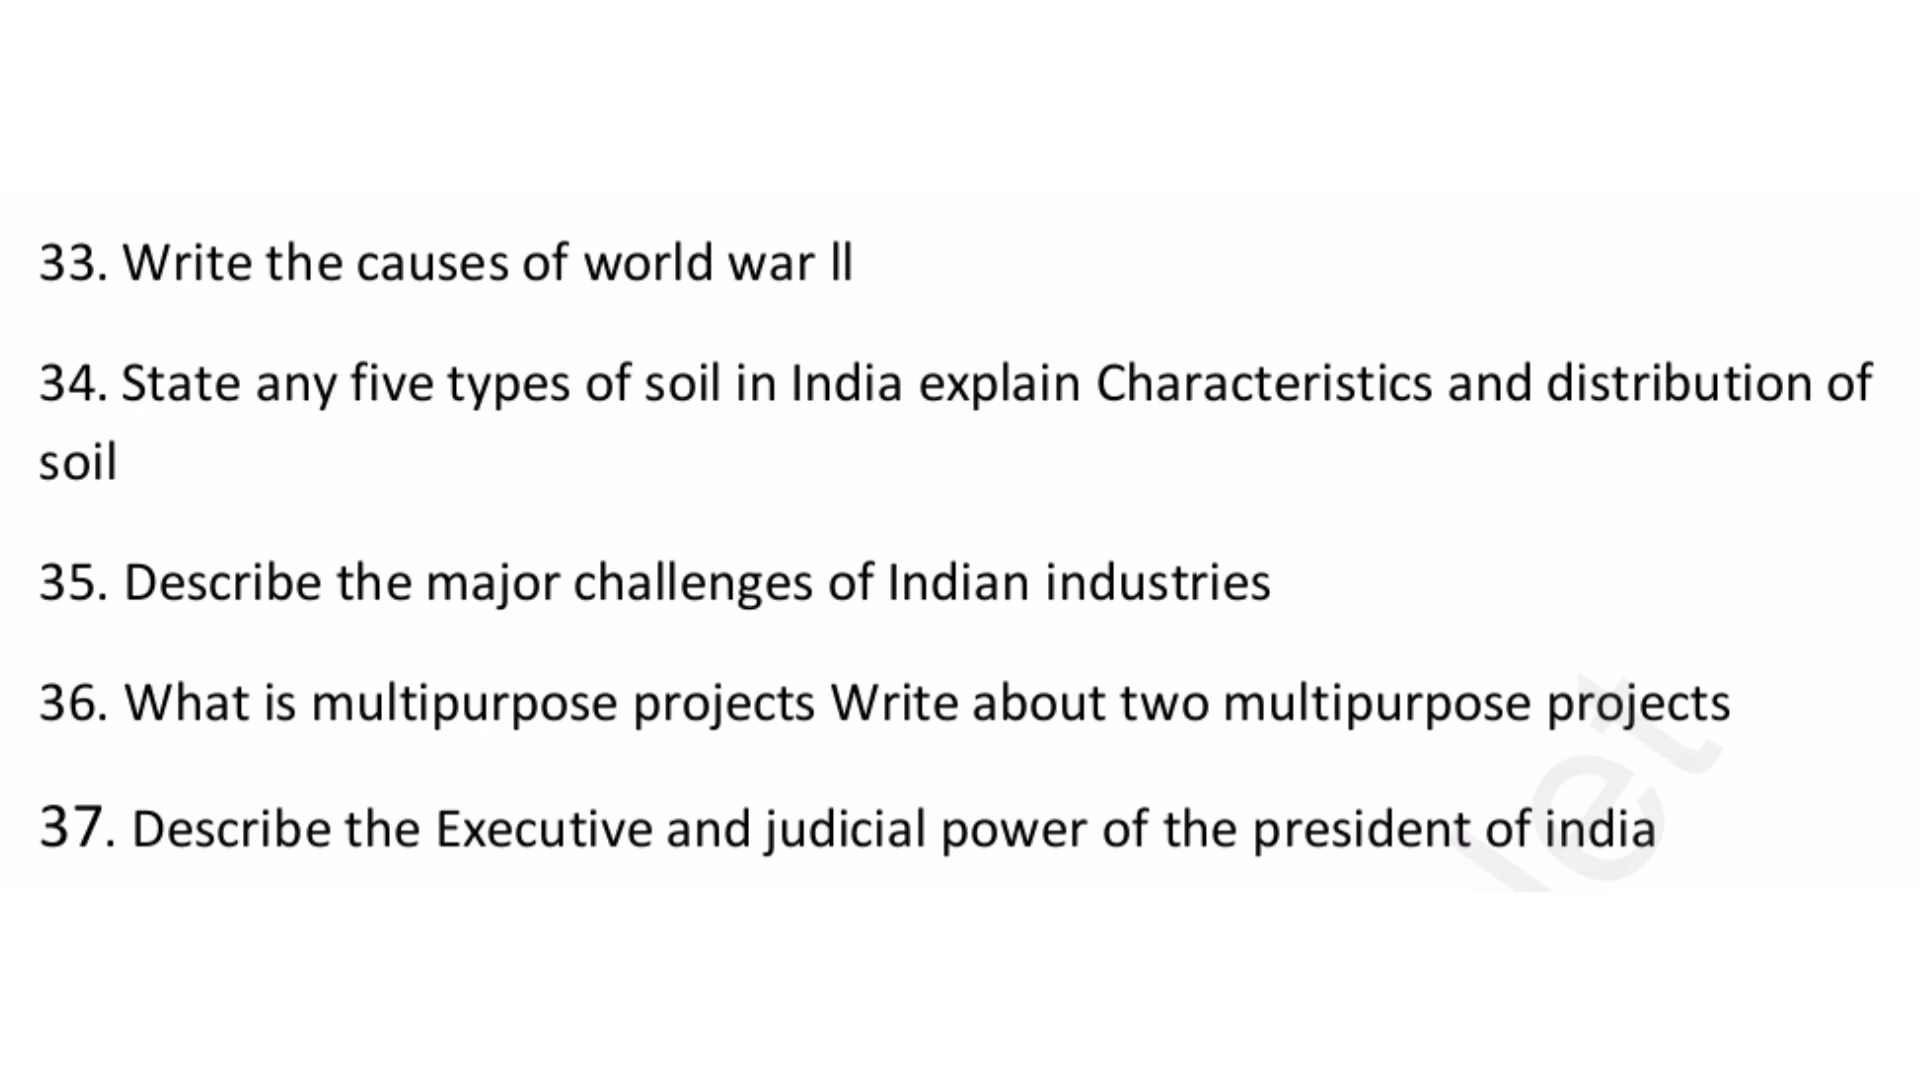 33. Write the causes of world war ll
34. State any five types of soil in India explain Characteristics and distribution of
soil
35. Describe the major challenges of Indian industries
36. What is multipurpose projects Write about two multipurpose projects
37. Describe the Executive and judicial power of the president of india
let